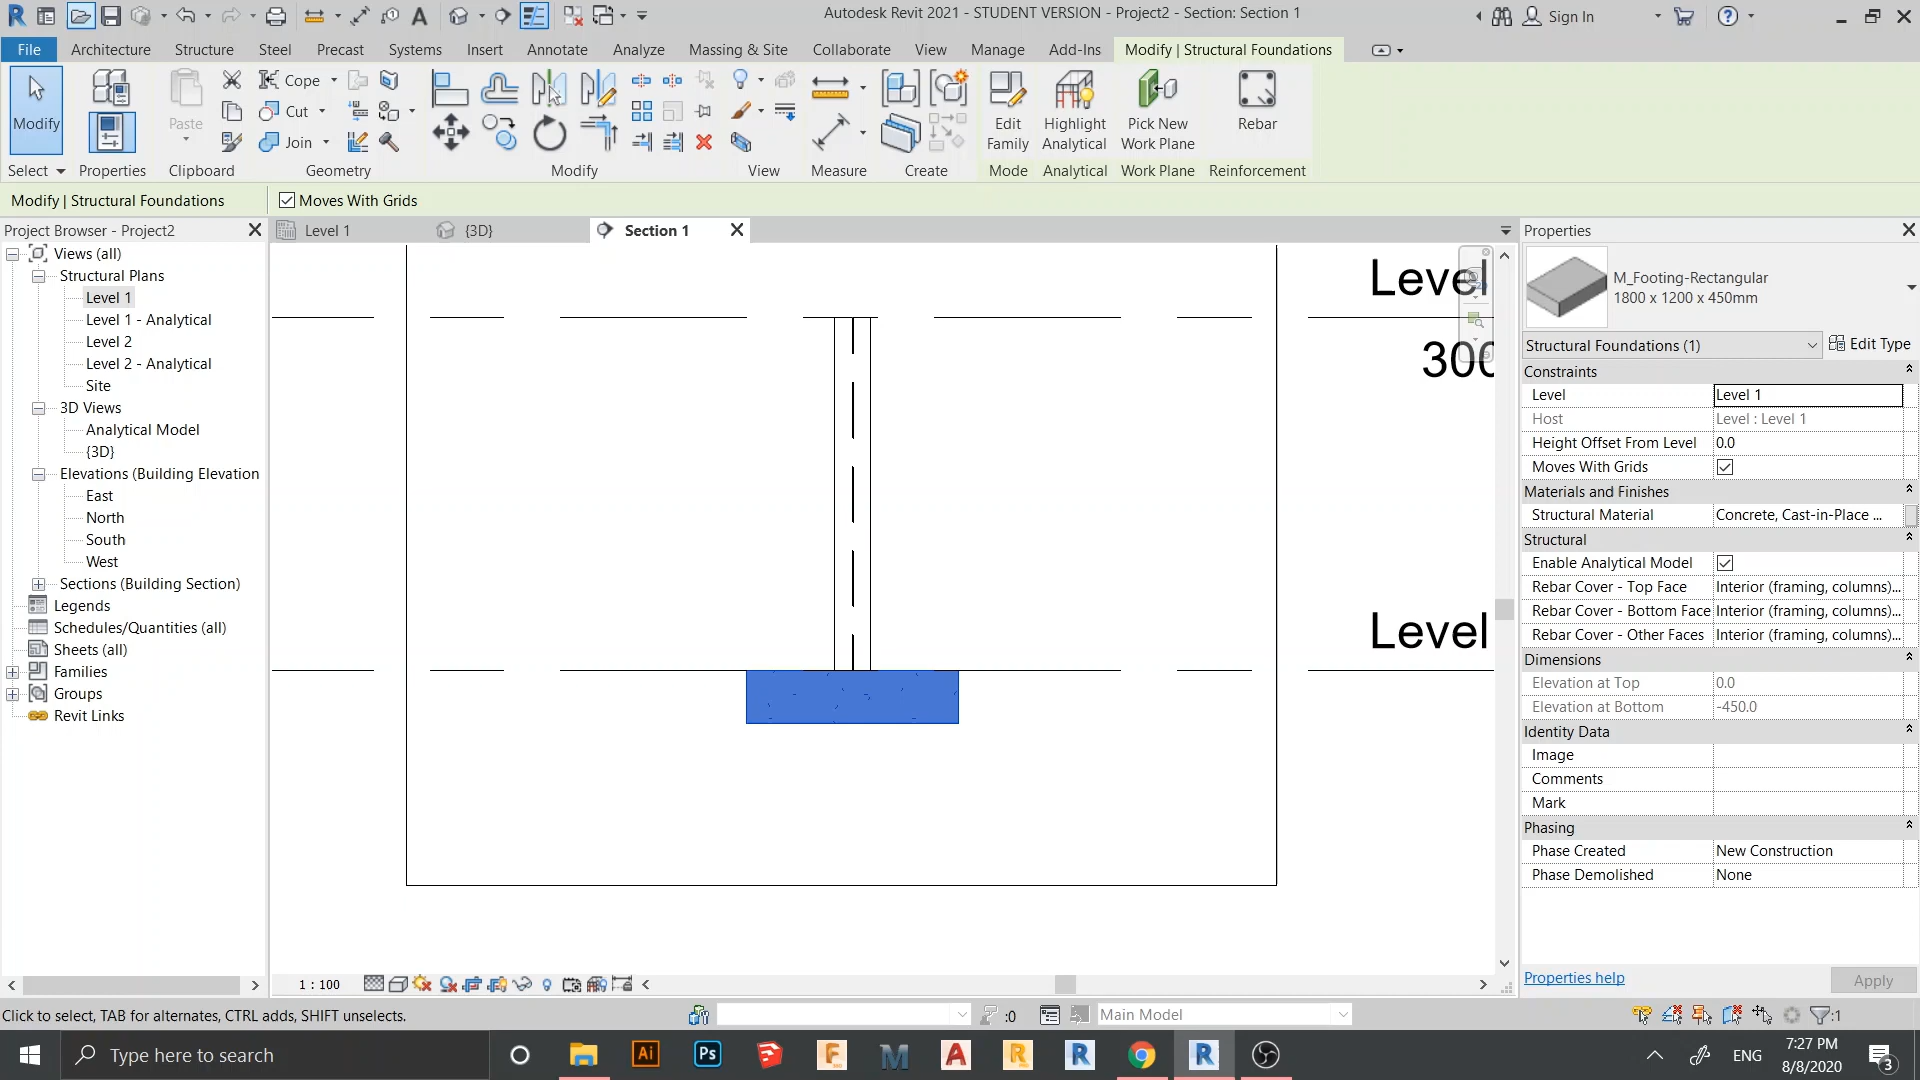 Autodesk Revit 2021 - STUDENT VERSION - Project2 - Section: Section 1
Sign In
File Architecture Structure Steel Precast Systems Insert Annotate Analyze Massing & Site Collaborate View Manage Add-Ins Modify | Structural Foundations
Modify
Paste
Cope
Cut
Join
Edit Family
Highlight Analytical
Pick New Work Plane
Rebar
Select Properties Clipboard Geometry Modify View Measure Create Mode Analytical Work Plane Reinforcement
Modify | Structural Foundations Moves With Grids
Project Browser - Project2
Views (all)
Structural Plans
Level 1
Level 1 - Analytical
Level 2
Level 2 - Analytical
Site
3D Views
Analytical Model
{3D}
Elevations (Building Elevation
East
North
South
West
Sections (Building Section)
Legends
Schedules/Quantities (all)
Sheets (all)
Families
Groups
Revit Links
Level 1 {3D} Section 1
Level
300
Level
1 : 100
Properties
M_Footing-Rectangular
1800 x 1200 x 450mm
Structural Foundations (1) Edit Type
Constraints
Level Level 1
Host Level : Level 1
Height Offset From Level 0.0
Moves With Grids
Materials and Finishes
Structural Material Concrete, Cast-in-Place ...
Structural
Enable Analytical Model
Rebar Cover - Top Face Interior (framing, columns)...
Rebar Cover - Bottom Face Interior (framing, columns)...
Rebar Cover - Other Faces Interior (framing, columns)...
Dimensions
Elevation at Top 0.0
Elevation at Bottom -450.0
Identity Data
Image
Comments
Mark
Phasing
Phase Created New Construction
Phase Demolished None
Properties help Apply
Click to select, TAB for alternates, CTRL adds, SHIFT unselects. :0 Main Model :1
Type here to search
Ai
Ps
ENG
7:27 PM
8/8/2020
3